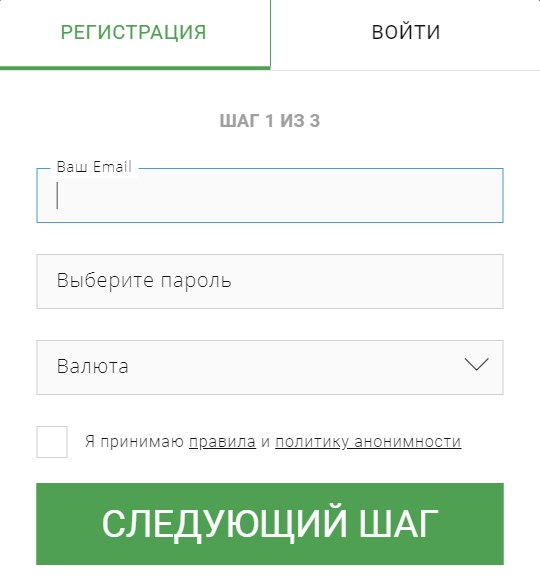 РЕГИСТРАЦИЯ ВОЙТИ
ШАГ 1 ИЗ 3
Ваш Email
Выберите пароль
Валюта
Я принимаю правила и политику анонимности
СЛЕДУЮЩИЙ ШАГ